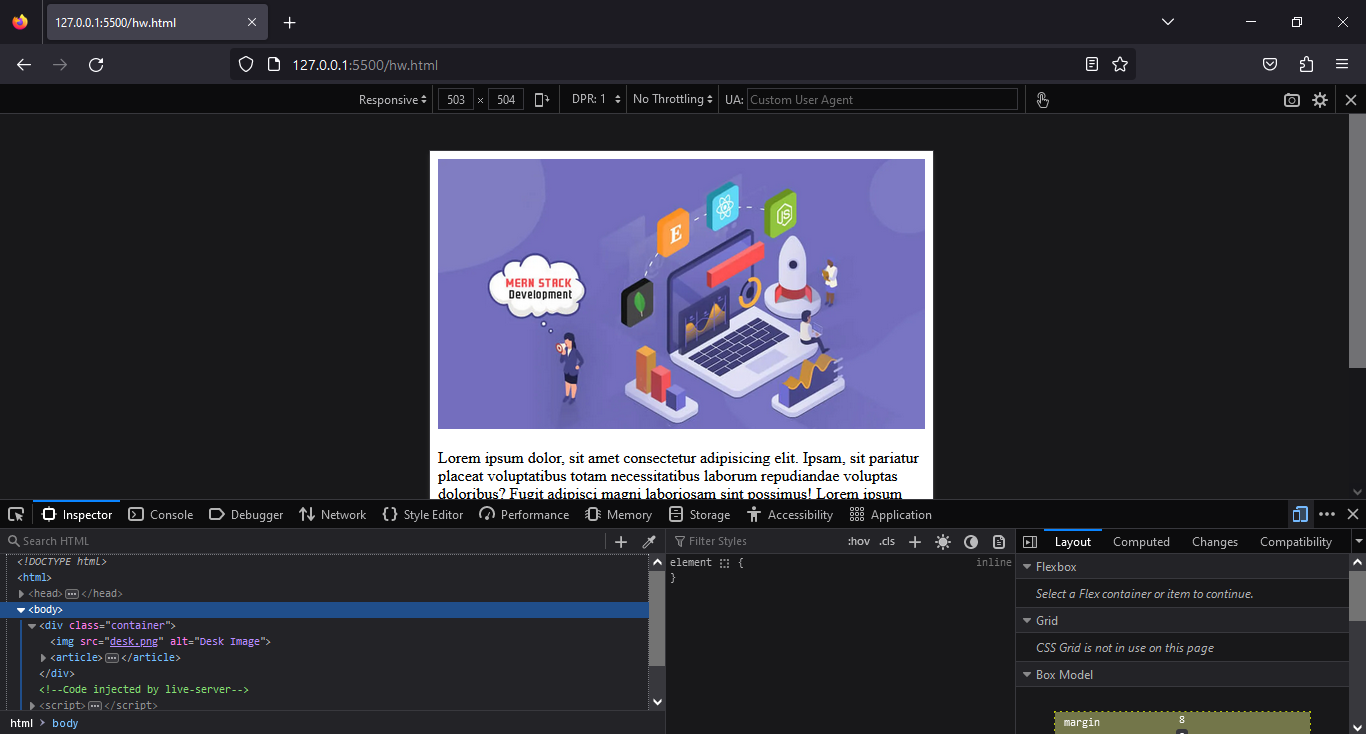 127.0.0.1:5500/hw.html
127.0.0.1:5500/hw.html
Responsive 503 × 504 DPR: 1 No Throttling UA: Custom User Agent
E
JS
MERN STACK
Development
Lorem ipsum dolor, sit amet consectetur adipisicing elit. Ipsam, sit pariatur
placeat voluptatibus totam necessitatibus laborum repudiandae voluptas
doloribus? Fugit adipisci magni laboriosam sint possimus! Lorem ipsum
Inspector Console Debugger Network Style Editor Performance Memory Storage Accessibility Application
Search HTML
<!DOCTYPE html>
<html>
<head> </head>
<body>
<div class="container">
<img src="desk.png" alt="Desk Image">
<article> </article>
</div>
<!--Code injected by live-server-->
<script> </script>
html > body
Filter Styles :hov .cls
element { inline
}
Layout Computed Changes Compatibility
Flexbox
Select a Flex container or item to continue.
Grid
CSS Grid is not in use on this page
Box Model
margin 8